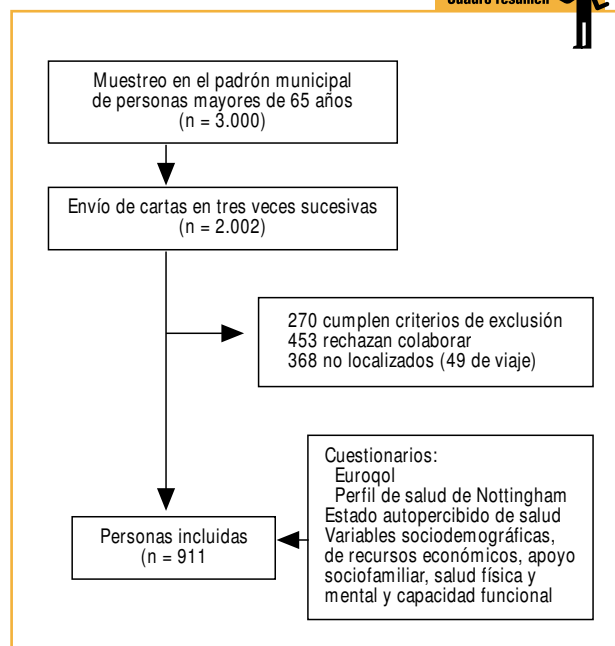 Cuadro resumen
Muestreo en el padrón municipal
de personas mayores de 65 años
(n = 3.000)
Envío de cartas en tres veces sucesivas
(n = 2.002)
270 cumplen criterios de exclusión
453 rechazan colaborar
368 no localizados (49 de viaje)
Cuestionarios:
Euroqol
Perfil de salud de Nottingham
Estado autopercibido de salud
Variables sociodemográficas,
de recursos económicos, apoyo
sociofamiliar, salud física y
mental y capacidad funcional
Personas incluidas
(n = 911